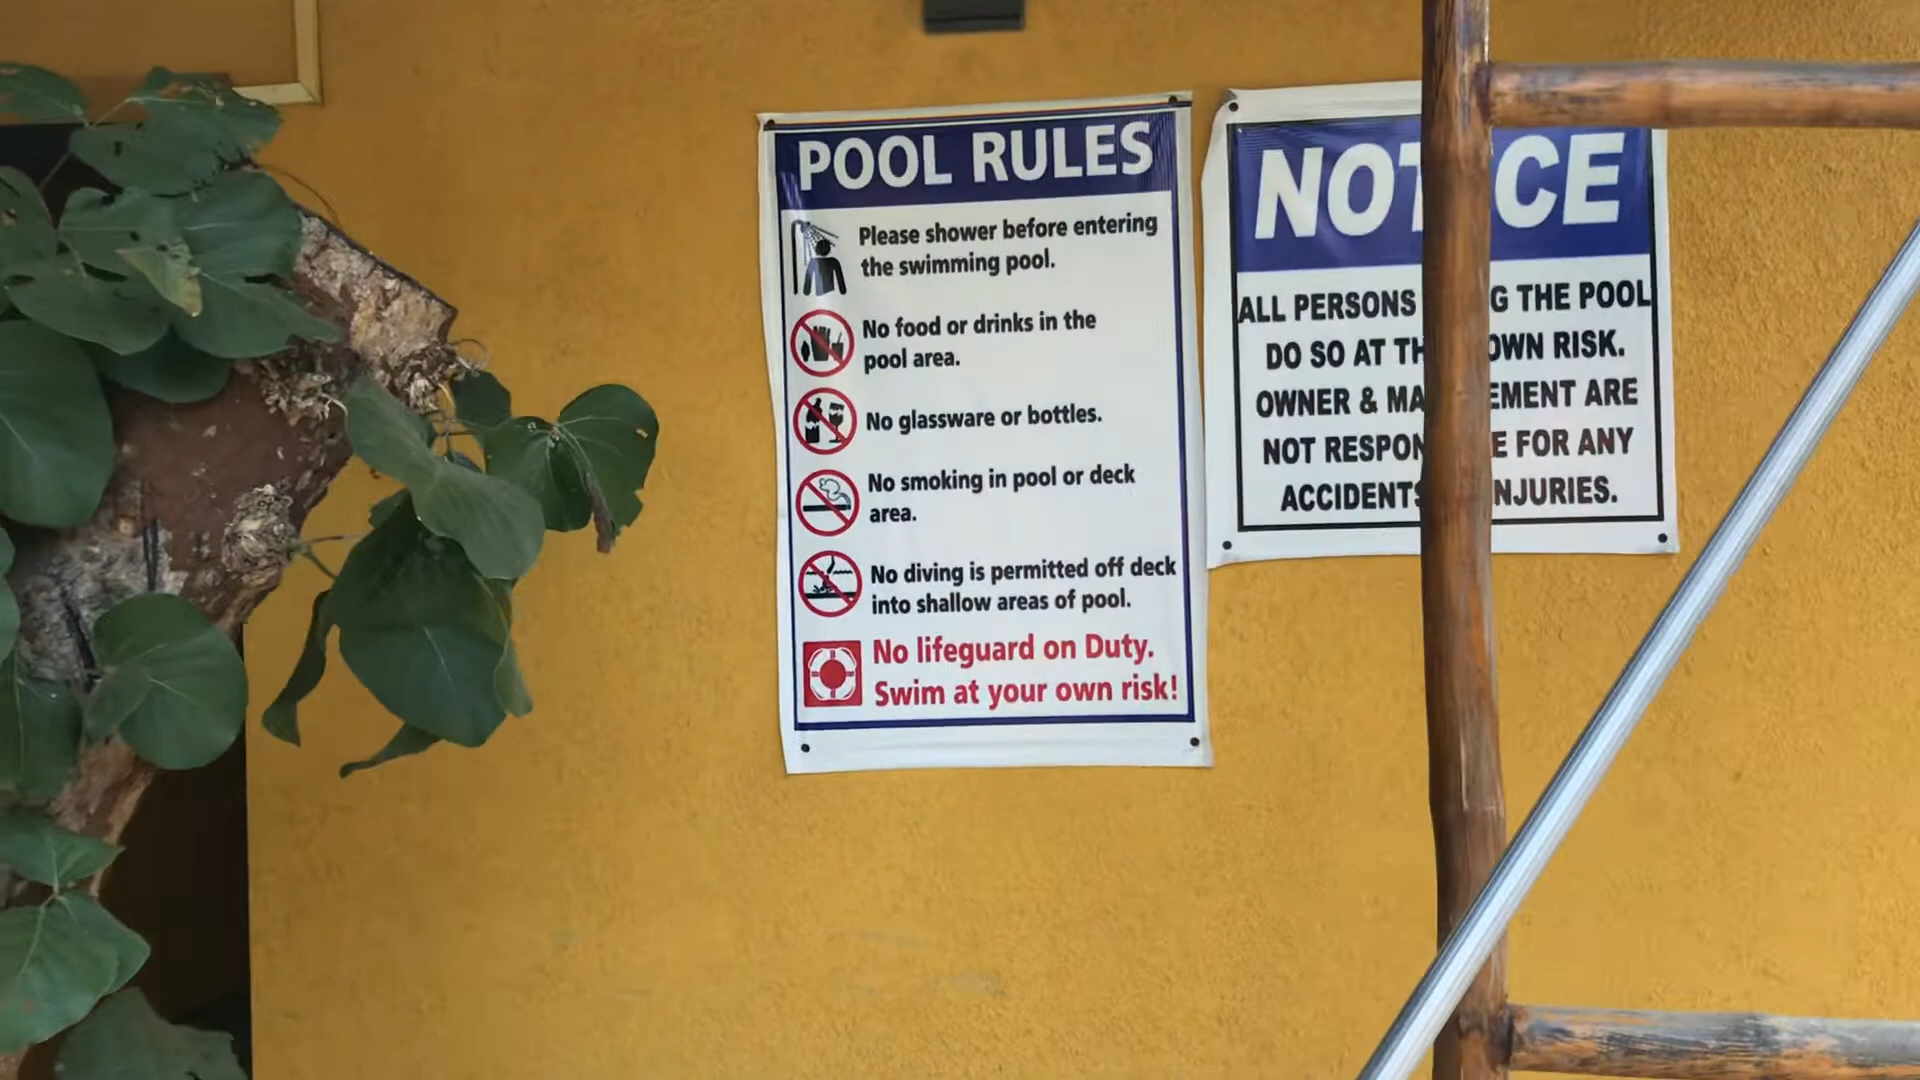 POOL RULES
Please shower before entering
the swimming pool.
No food or drinks in the
pool area.
No glassware or bottles.
No smoking in pool or deck
area.
No diving is permitted off deck
into shallow areas of pool.
No lifeguard on Duty.
Swim at your own risk!
NOT CE
ALL PERSONS G THE POOL
DO SO AT TH OWN RISK.
OWNER & MA EMENT ARE
NOT RESPON E FOR ANY
ACCIDENTS NJURIES.